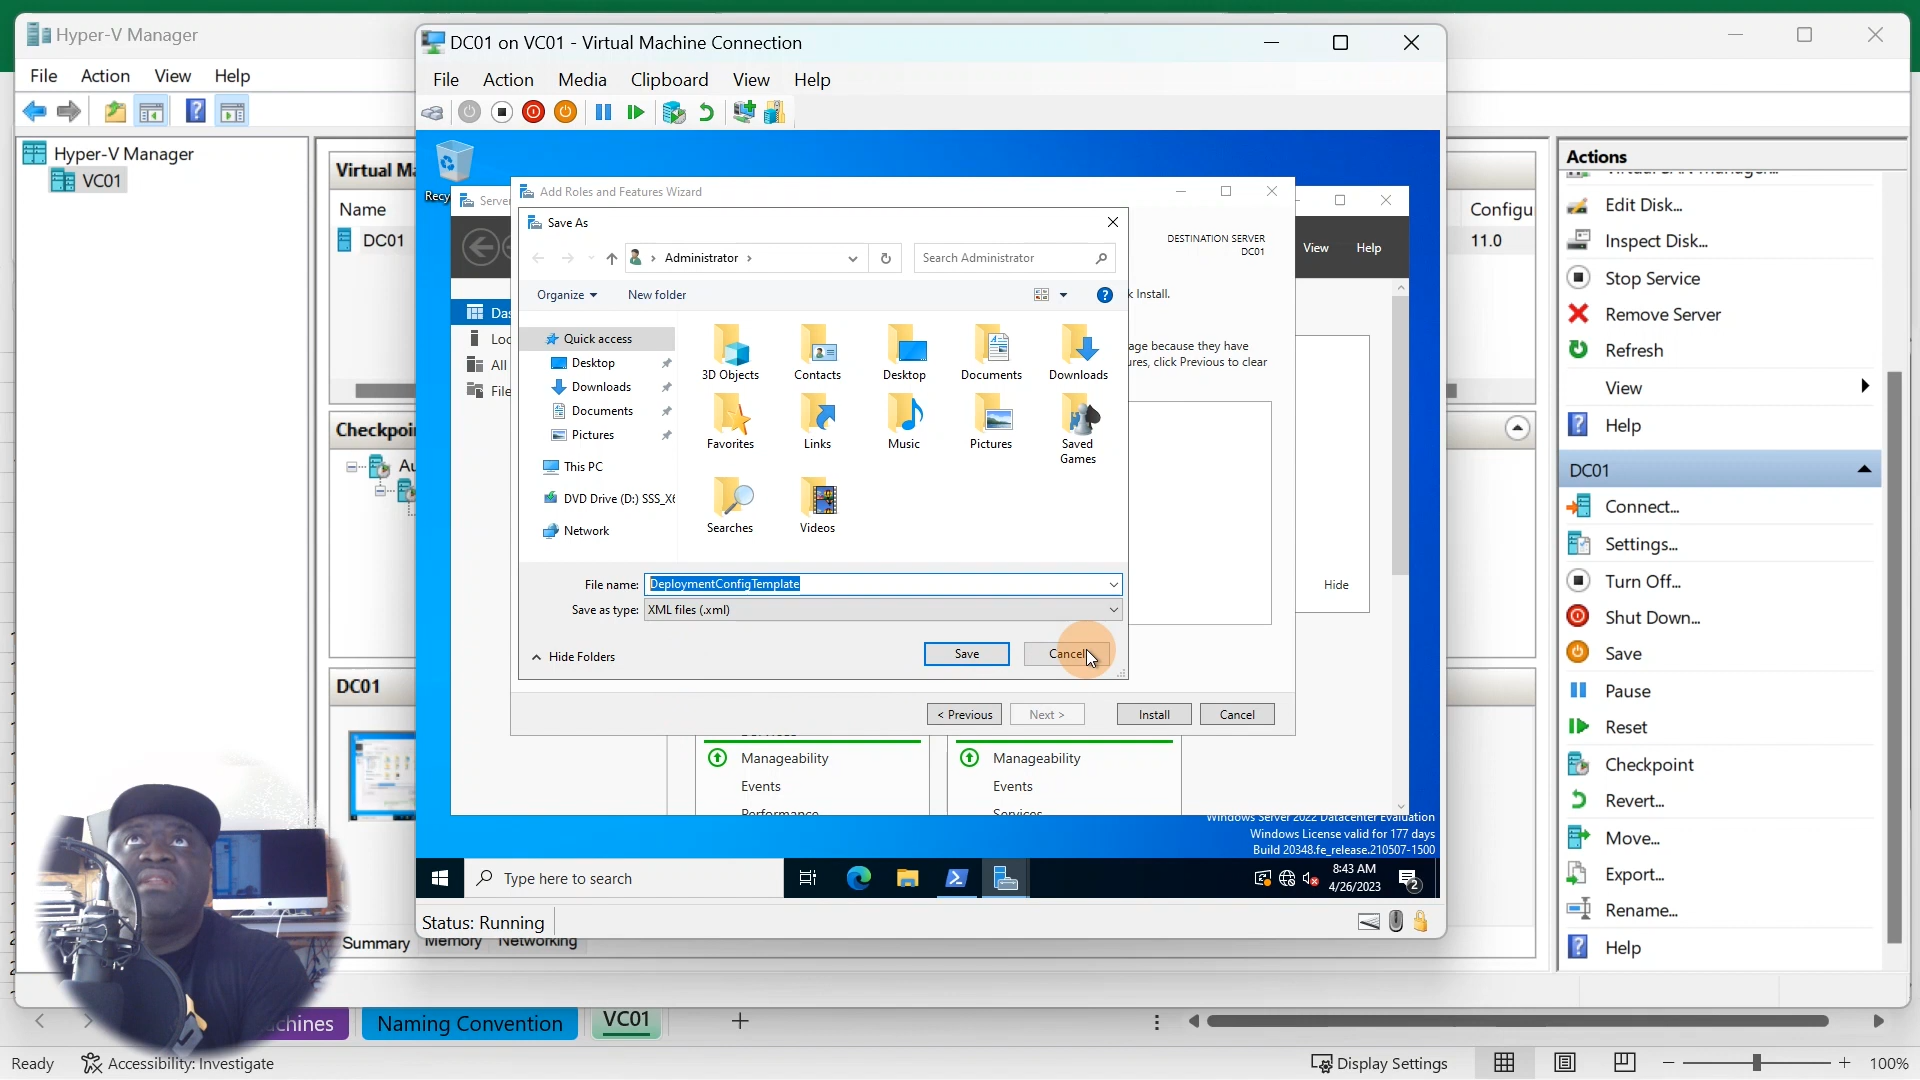 Hyper-V Manager
File Action View Help
Hyper-V Manager
VC01
Name
DC01
DC01
Summary Memory Networking
DC01 on VC01 - Virtual Machine Connection
File Action Media Clipboard View Help
Add Roles and Features Wizard
Save As
Administrator
Search Administrator
Organize New folder
Quick access
Desktop
Downloads
Documents
Pictures
This PC
DVD Drive (D:)
Network
3D Objects Contacts Desktop Documents Downloads
Favorites Links Music Pictures Saved Games
Searches Videos
File name: DeploymentConfigTemplate
Save as type: XML files (.xml)
Hide Folders
Save Cancel
DESTINATION SERVER
DC01
View Help
Install.
because they have
click Previous to clear
Hide
< Previous Next > Install Cancel
Manageability Manageability
Events Events
Performance Services
Windows Server 2022 Datacenter Evaluation
Windows License valid for 177 days
Build 20348.fe_release.210507-1500
Type here to search
8:43 AM
4/26/2023
2
Status: Running
11.0
Actions
Edit Disk...
Inspect Disk...
Stop Service
Remove Server
Refresh
View
Help
DC01
Connect...
Settings...
Turn Off...
Shut Down...
Save
Pause
Reset
Checkpoint
Revert...
Move...
Export...
Rename...
Help
Naming Convention VC01
Ready Accessibility: Investigate
Display Settings
100%